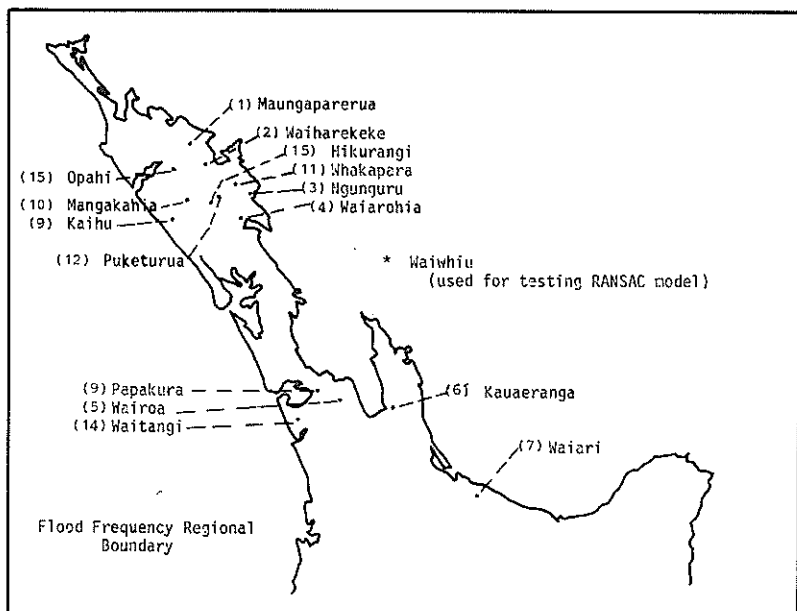 (1) Maungaparerua
(2) Waiharekeke
(15) Hikurangi
(11) Whakapara
(3) Ngunguru
(4) Waiarohia
(15) Opahi
(10) Mangakahia
(9) Kaihu
(12) Puketurua
* Waiwhiu
(used for testing RANSAC model)
(9) Papakura
(5) Wairoa
(14) Waitangi
(6) Kauaeranga
(7) Waiari
Flood Frequency Regional
Boundary